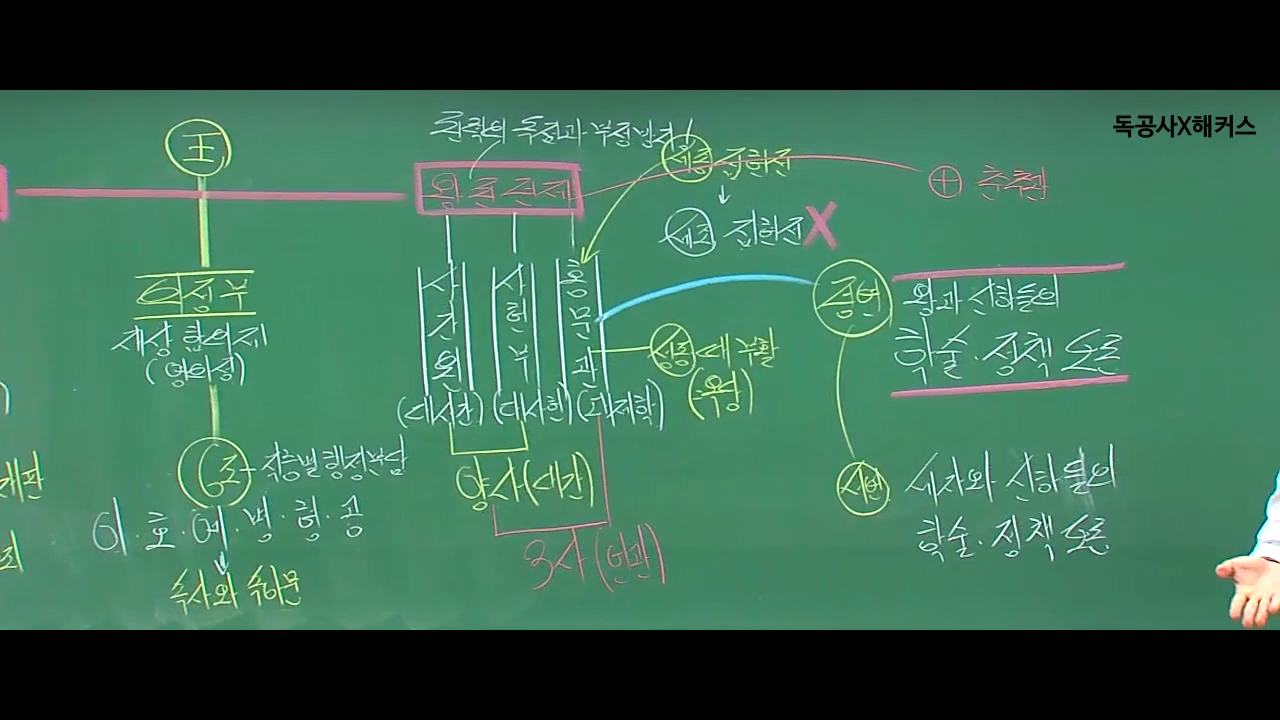 독공사X해커스
王
의정부
재상 합의제
(영의정)
6조 - 직능별 행정분담
이·호·예·병·형·공
↓
속사와 속아문
권력의 독점과 부정방지!
왕권견제
⊕ 춘추관
사간원
사헌부
홍문관
(대사간) (대사헌) (대제학)
양사 (대간)
3사 (언관)
세종 집현전
↓
세조 집현전 X
성종 때 부활
(옥당)
경연
왕과 신하들의
학술·정책 토론
서연
세자와 신하들의
학술·정책 토론